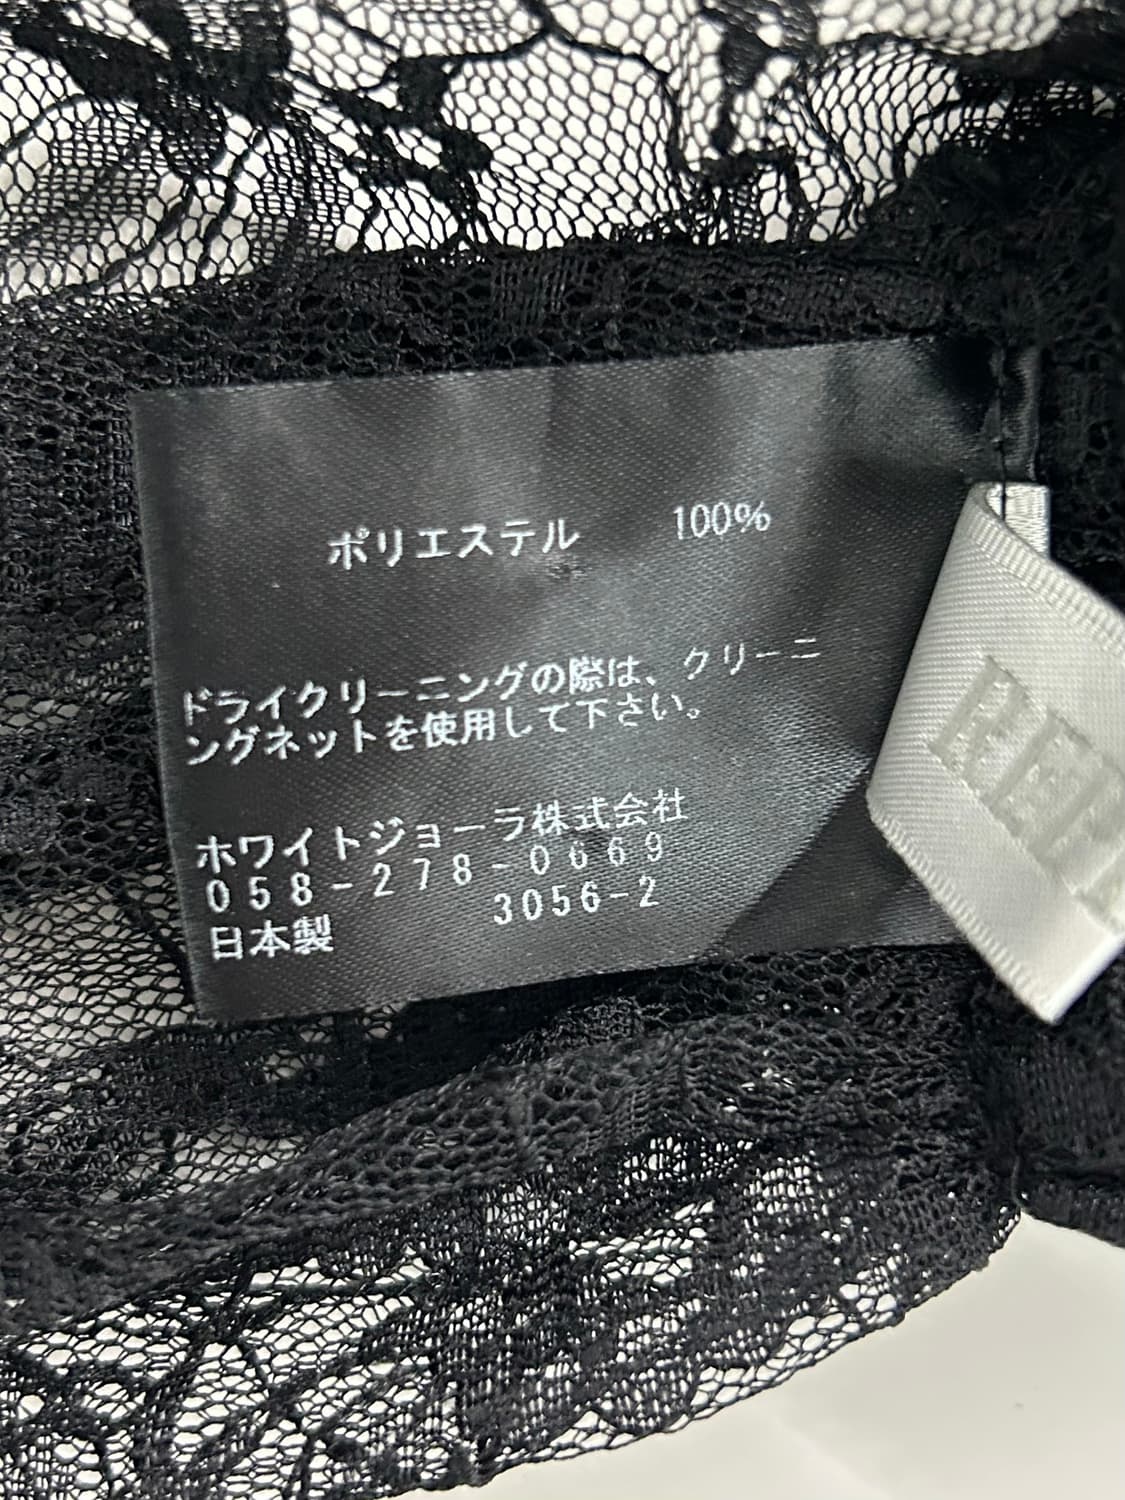 ポリエステル 100%
ドライクリーニングの際は、クリーニ
ングネットを使用して下さい。
ホワイトジョーラ株式会社
058-278-0669
3056-2
日本製